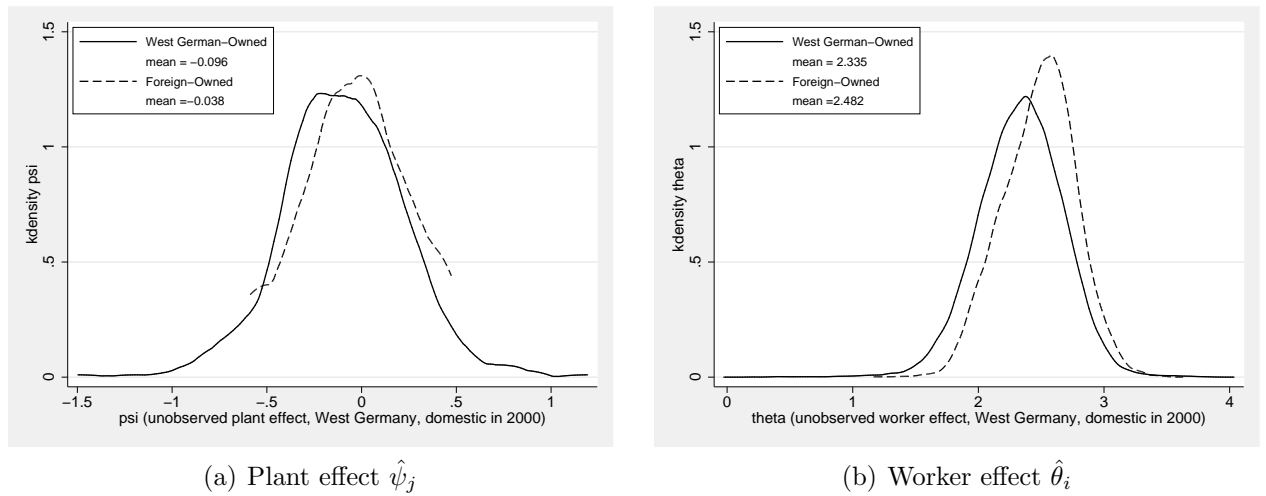 West German−Owned
mean = −0.096
Foreign−Owned
mean =−0.038
kdensity psi
0
.5
1
1.5
−1.5
−1
−.5
0
.5
1
psi (unobserved plant effect, West Germany, domestic in 2000)
(a) Plant effect ψ̂_j
West German−Owned
mean = 2.335
Foreign−Owned
mean =2.482
kdensity theta
0
.5
1
1.5
0
1
2
3
4
theta (unobserved worker effect, West Germany, domestic in 2000)
(b) Worker effect θ̂_i